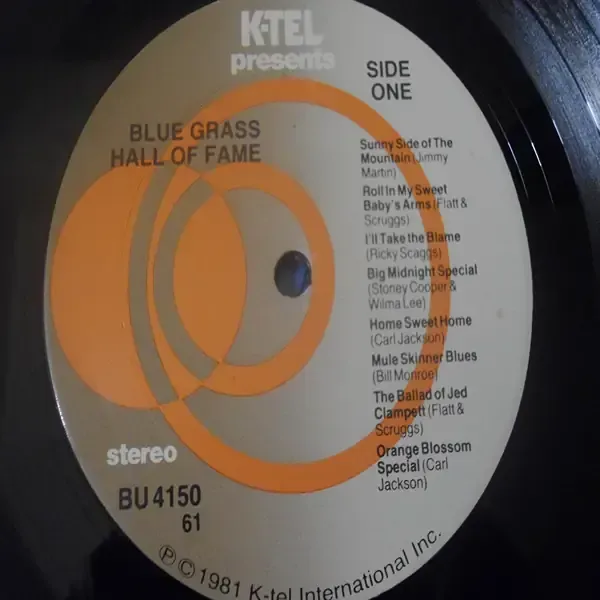 K-TEL
presents
SIDE
ONE
BLUE GRASS
HALL OF FAME
Sunny Side of The
Mountain (Jimmy
Martin)
Roll In My Sweet
Baby's Arms (Flatt &
Scruggs)
I'll Take the Blame
(Ricky Scaggs)
Big Midnight Special
(Stoney Cooper &
Wilma Lee)
Home Sweet Home
(Carl Jackson)
Mule Skinner Blues
(Bill Monroe)
The Ballad of Jed
Clampett (Flatt &
Scruggs)
Orange Blossom
Special (Carl
Jackson)
stereo
BU 4150
61
℗©1981 K-tel International Inc.